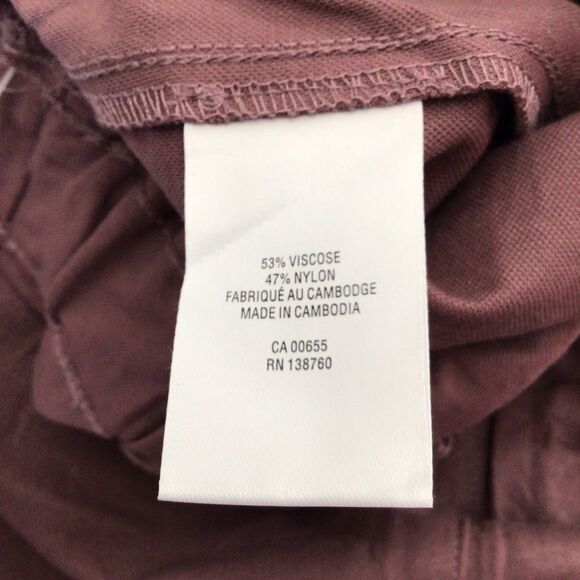 53% VISCOSE
47% NYLON
FABRIQUÉ AU CAMBODGE
MADE IN CAMBODIA
CA 00655
RN 138760